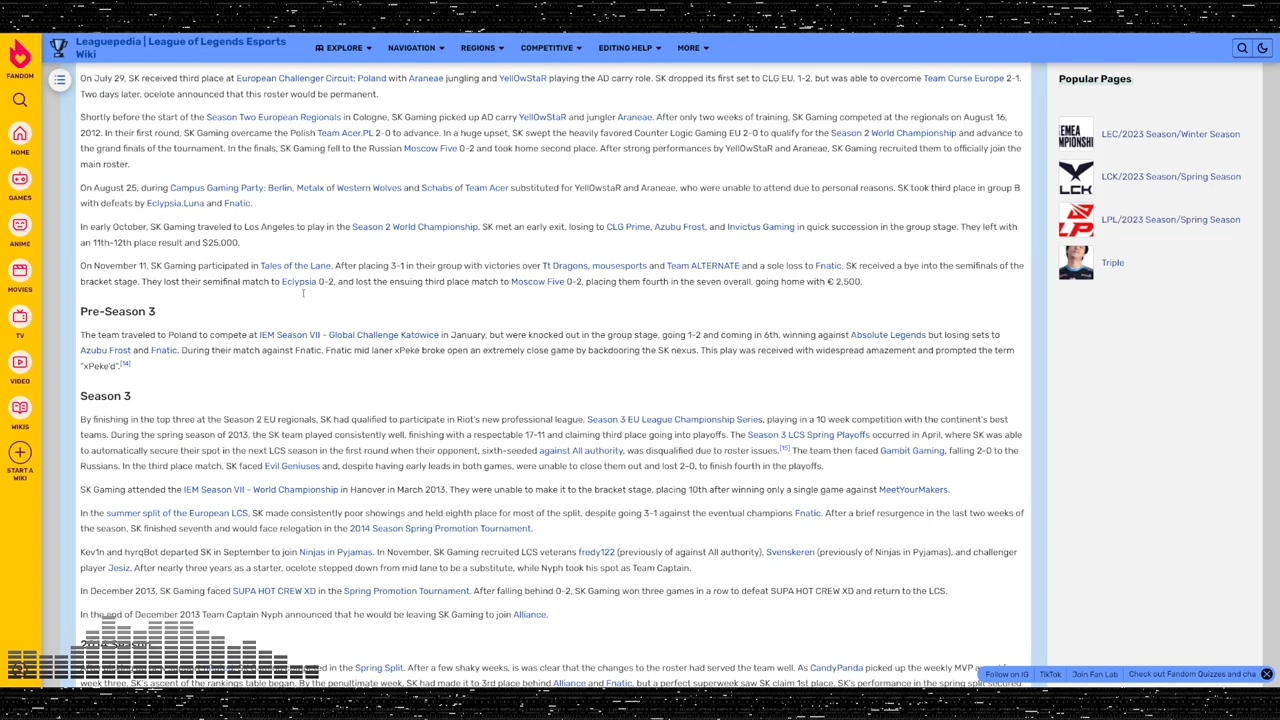 Leaguepedia | League of Legends Esports
Wiki
EXPLORE NAVIGATION REGIONS COMPETITIVE EDITING HELP MORE
FANDOM
HOME
GAMES
ANIME
MOVIES
TV
VIDEO
WIKIS
START A
WIKI
On July 29, SK received third place at European Challenger Circuit: Poland with Araneae jungling and YellOwStaR playing the AD carry role. SK dropped its first set to CLG EU, 1-2, but was able to overcome Team Curse Europe 2-1.
Two days later, ocelote announced that this roster would be permanent.
Shortly before the start of the Season Two European Regionals in Cologne, SK Gaming picked up AD carry YellOwStaR and jungler Araneae. After only two weeks of training, SK Gaming competed at the regionals on August 16,
2012. In their first round, SK Gaming overcame the Polish Team Acer.PL 2-0 to advance. In a huge upset, SK swept the heavily favored Counter Logic Gaming EU 2-0 to qualify for the Season 2 World Championship and advance to
the grand finals of the tournament. In the finals, SK Gaming fell to the Russian Moscow Five 0-2 and took home second place. After strong performances by YellOwStaR and Araneae, SK Gaming recruited them to officially join the
main roster.
On August 25, during Campus Gaming Party: Berlin, Metalx of Western Wolves and Schabs of Team Acer substituted for YellOwstaR and Araneae, who were unable to attend due to personal reasons. SK took third place in group B
with defeats by Eclypsia.Luna and Fnatic.
In early October, SK Gaming traveled to Los Angeles to play in the Season 2 World Championship. SK met an early exit, losing to CLG Prime, Azubu Frost, and Invictus Gaming in quick succession in the group stage. They left with
an 11th-12th place result and $25,000.
On November 11, SK Gaming participated in Tales of the Lane. After placing 3-1 in their group with victories over Tt Dragons, mousesports and Team ALTERNATE and a sole loss to Fnatic, SK received a bye into the semifinals of the
bracket stage. They lost their semifinal match to Eclypsia 0-2, and lost the ensuing third place match to Moscow Five 0-2, placing them fourth in the seven overall, going home with € 2,500.
Pre-Season 3
The team traveled to Poland to compete at IEM Season VII - Global Challenge Katowice in January, but were knocked out in the group stage, going 1-2 and coming in 6th, winning against Absolute Legends but losing sets to
Azubu Frost and Fnatic. During their match against Fnatic, Fnatic mid laner xPeke broke open an extremely close game by backdooring the SK nexus. This play was received with widespread amazement and prompted the term
"xPeke'd".[14]
Season 3
By finishing in the top three at the Season 2 EU regionals, SK had qualified to participate in Riot's new professional league, Season 3 EU League Championship Series, playing in a 10 week competition with the continent's best
teams. During the spring season of 2013, the SK team played consistently well, finishing with a respectable 17-11 and claiming third place going into playoffs. The Season 3 LCS Spring Playoffs occurred in April, where SK was able
to automatically secure their spot in the next LCS season in the first round when their opponent, sixth-seeded against All authority, was disqualified due to roster issues.[15] The team then faced Gambit Gaming, falling 2-0 to the
Russians. In the third place match, SK faced Evil Geniuses and, despite having early leads in both games, were unable to close them out and lost 2-0, to finish fourth in the playoffs.
SK Gaming attended the IEM Season VII - World Championship in Hanover in March 2013. They were unable to make it to the bracket stage, placing 10th after winning only a single game against MeetYourMakers.
In the summer split of the European LCS, SK made consistently poor showings and held eighth place for most of the split, despite going 3-1 against the eventual champions Fnatic. After a brief resurgence in the last two weeks of
the season, SK finished seventh and would face relegation in the 2014 Season Spring Promotion Tournament.
Kev1n and hyrqBot departed SK in September to join Ninjas in Pyjamas. In November, SK Gaming recruited LCS veterans fredy122 (previously of against All authority), Svenskeren (previously of Ninjas in Pyjamas), and challenger
player Jesiz. After nearly three years as a starter, ocelote stepped down from mid lane to be a substitute, while Nyph took his spot as Team Captain.
In December 2013, SK Gaming faced SUPA HOT CREW XD in the Spring Promotion Tournament. After falling behind 0-2, SK Gaming won three games in a row to defeat SUPA HOT CREW XD and return to the LCS.
In the end of December 2013 Team Captain Nyph announced that he would be leaving SK Gaming to join Alliance.
2014 Season
in the Spring Split. After a few shaky weeks, is was clear that the changes to the roster had served the team well. As CandyPanda picked up the weekly MVP
week three, SK's ascent of the rankings table began. By the penultimate week, SK had made it to 3rd place behind Alliance and Fnatic, but a perfect superweek saw SK claim 1st place. SK's performance in the spring split secured
Popular Pages
EMEA
LEC/2023 Season/Winter Season
LCK
LCK/2023 Season/Spring Season
LPL/2023 Season/Spring Season
Triple
Follow on IG TikTok Join Fan Lab Check out Fandom Quizzes and cha